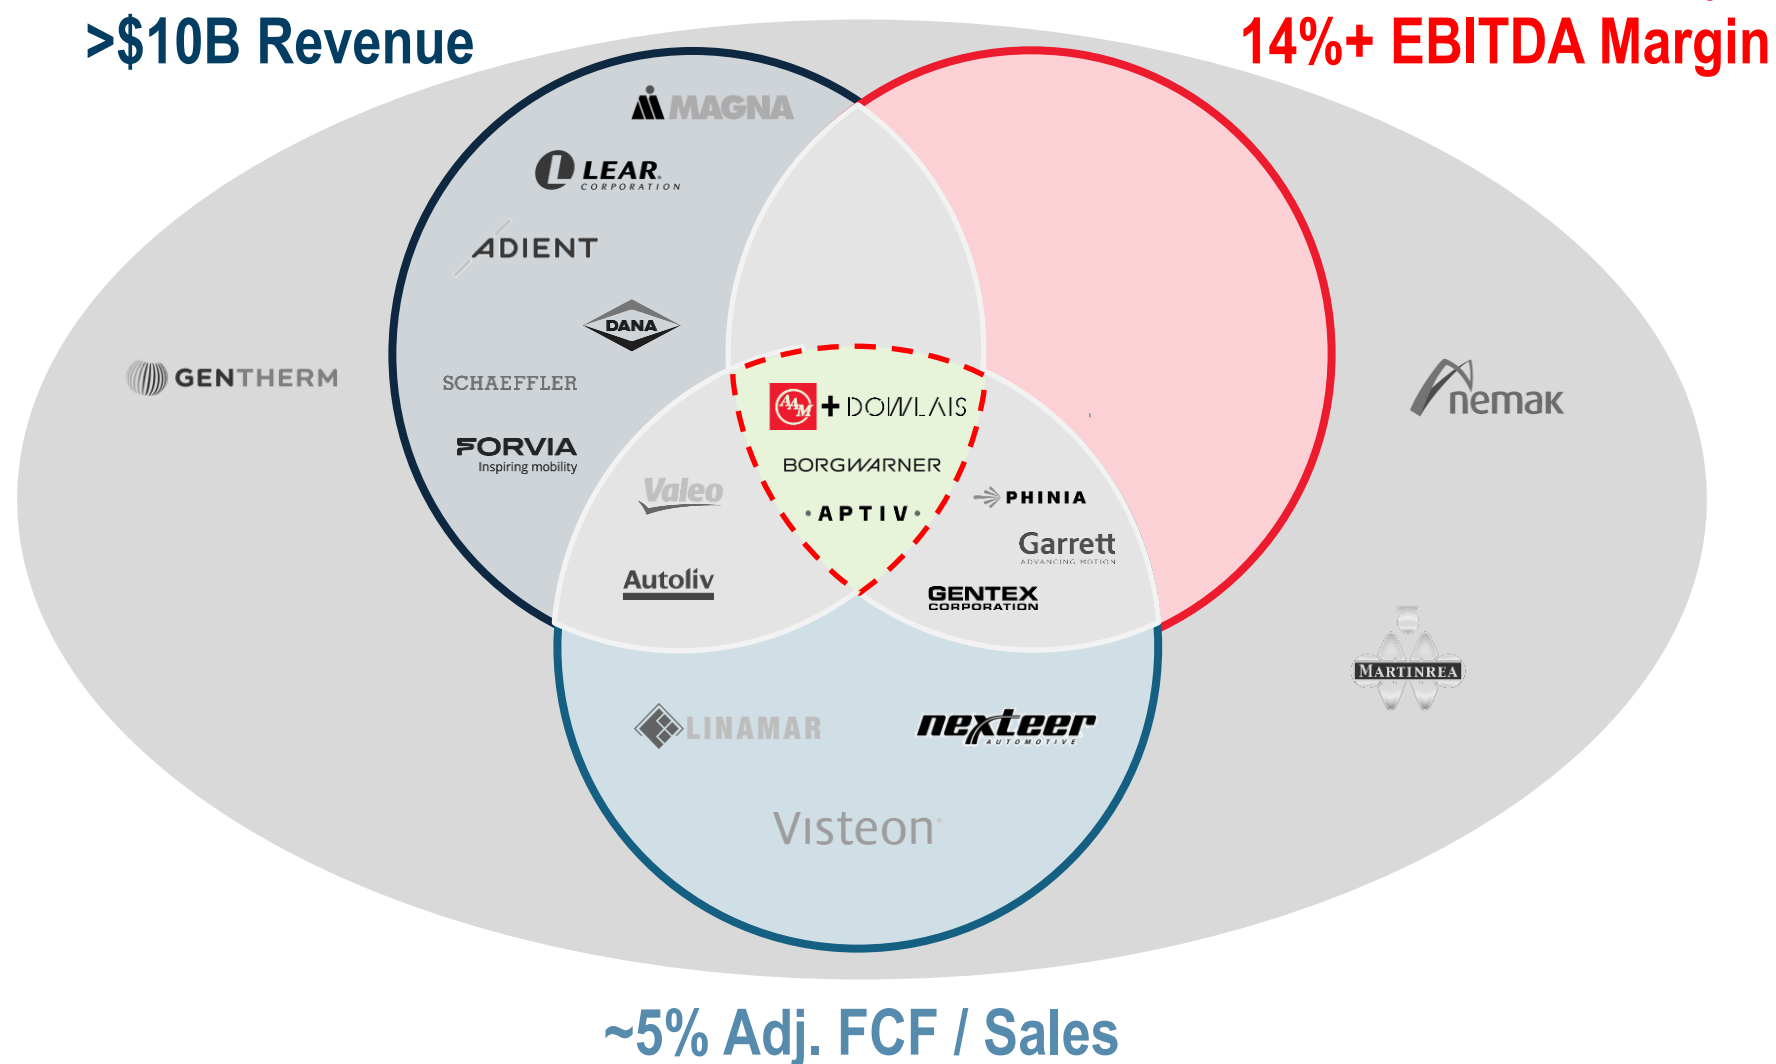 >$10B Revenue
14%+ EBITDA Margin
MAGNA
LEAR®
CORPORATION
ADIENT
DANA
SCHAEFFLER
FORVIA
Inspiring mobility
GENTHERM
nemak
AAM + DOWLAIS
BORGWARNER
·APTIV·
Valeo
Autoliv
PHINIA
Garrett
ADVANCING MOTION
GENTEX
CORPORATION
MARTINREA
LINAMAR
nexteer
AUTOMOTIVE
Visteon®
~5% Adj. FCF / Sales